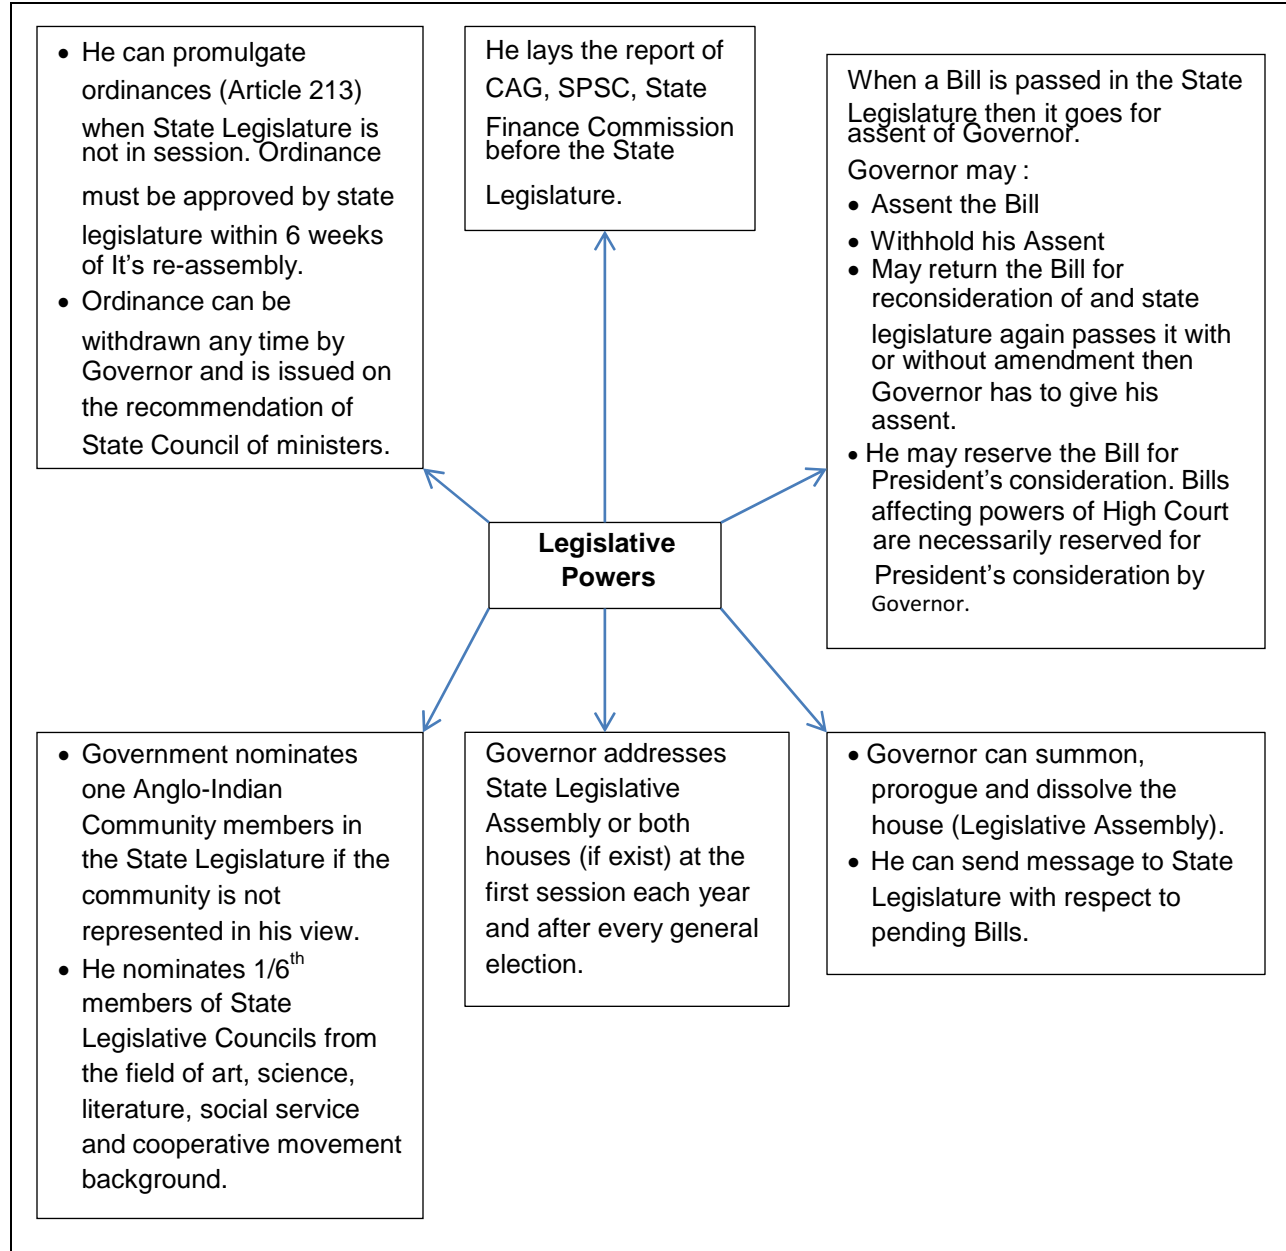 • He can promulgate
ordinances (Article 213)
when State Legislature is
not in session. Ordinance
must be approved by state
legislature within 6 weeks
of It's re-assembly.
• Ordinance can be
withdrawn any time by
Governor and is issued on
the recommendation of
State Council of ministers.
He lays the report of
CAG, SPSC, State
Finance Commission
before the State
Legislature.
When a Bill is passed in the State
Legislature then it goes for
assent of Governor.
Governor may :
• Assent the Bill
• Withhold his Assent
• May return the Bill for
reconsideration of and state
legislature again passes it with
or without amendment then
Governor has to give his
assent.
• He may reserve the Bill for
President's consideration. Bills
affecting powers of High Court
are necessarily reserved for
President's consideration by
Governor.
Legislative
Powers
• Government nominates
one Anglo-Indian
Community members in
the State Legislature if the
community is not
represented in his view.
• He nominates 1/6th
members of State
Legislative Councils from
the field of art, science,
literature, social service
and cooperative movement
background.
Governor addresses
State Legislative
Assembly or both
houses (if exist) at the
first session each year
and after every general
election.
• Governor can summon,
prorogue and dissolve the
house (Legislative Assembly).
• He can send message to State
Legislature with respect to
pending Bills.